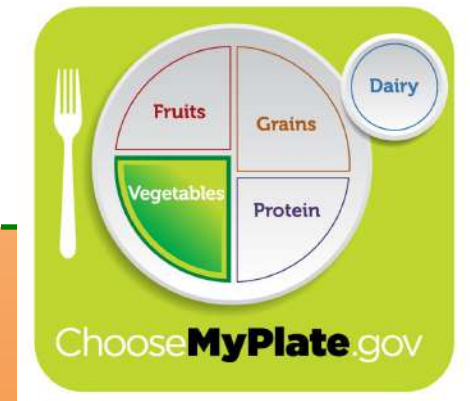 Dairy
Fruits
Grains
Vegetables
Protein
ChooseMyPlate.gov